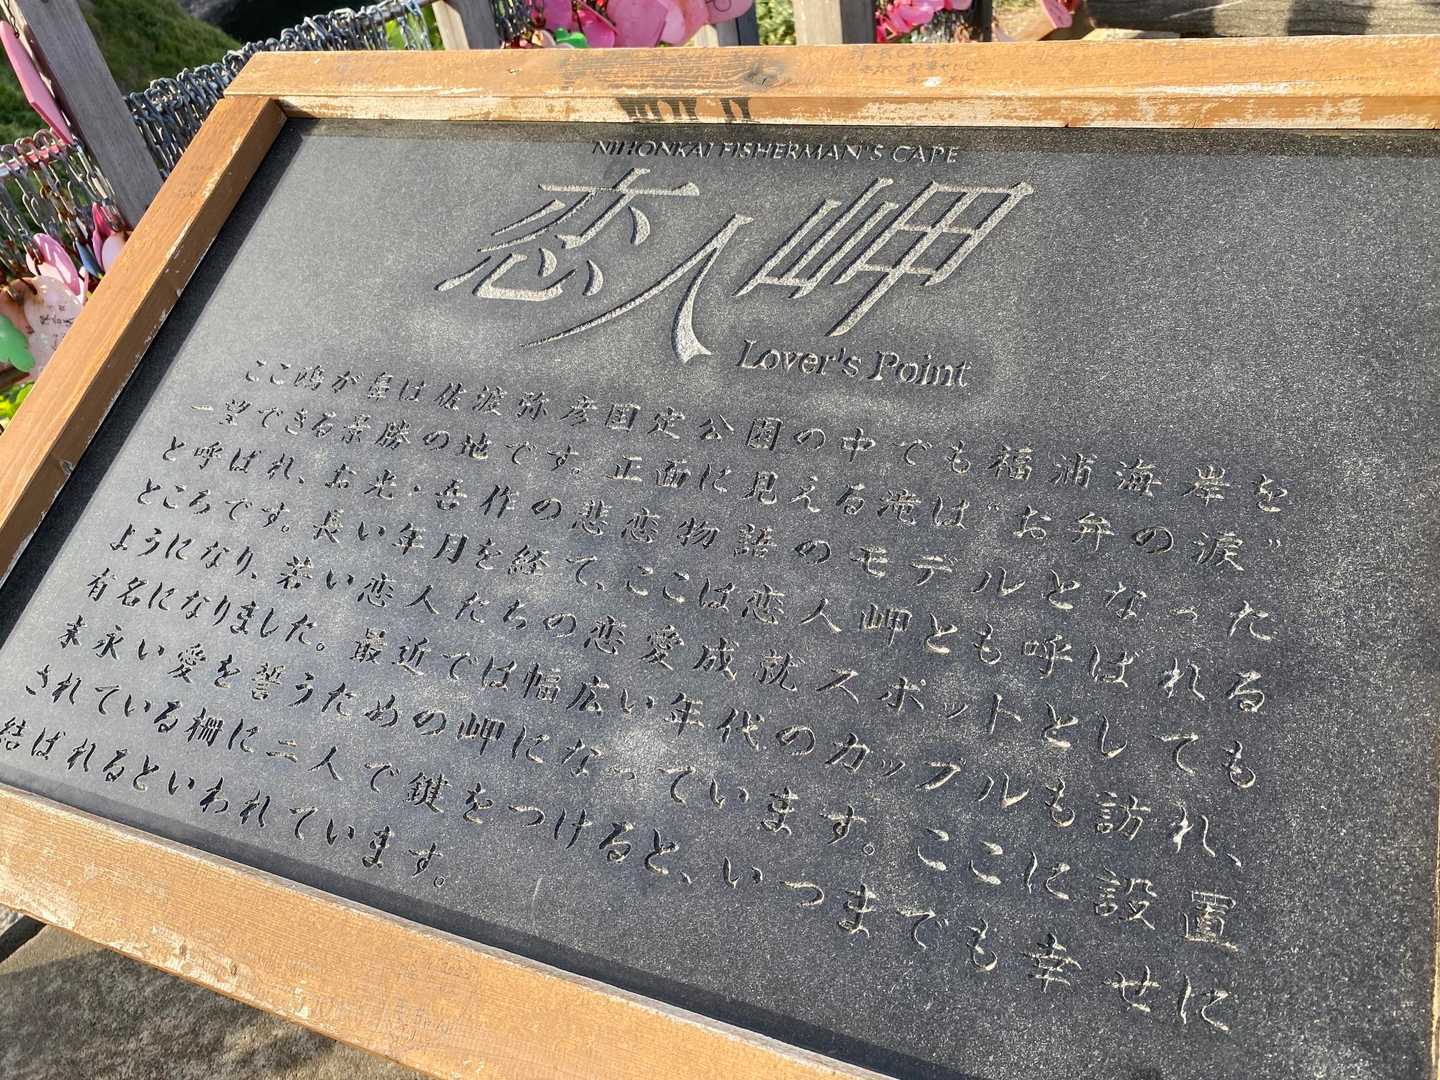 NIHONKAI FISHERMAN'S CAPE
恋人岬
Lover's Point
ここ鴎が鼻は佐渡弥彦国定公園の中でも福浦海岸を
一望できる景勝の地です。正面に見える滝は"お弁の涙"
と呼ばれ、お光・吾作の悲恋物語のモデルとなった
ところです。長い年月を経て、ここは恋人岬とも呼ばれる
ようになり、若い恋人たちの恋愛成就スポットとしても
有名になりました。最近では幅広い年代のカップルも訪れ、
末永い愛を誓うための岬になっています。ここに設置
されている柵に二人で鍵をつけると、いつまでも幸せに
結ばれるといわれています。